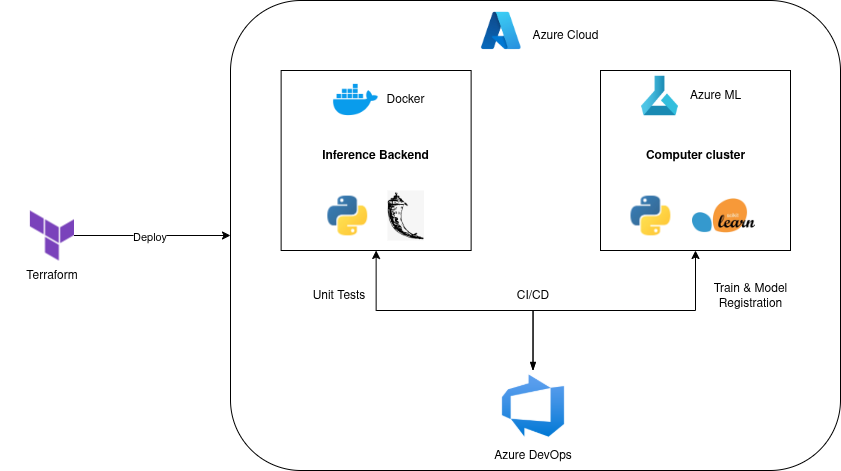 Azure Cloud
Docker
Azure ML
Inference Backend
Computer cluster
learn
Deploy
Terraform
Unit Tests
CI/CD
Train & Model
Registration
Azure DevOps